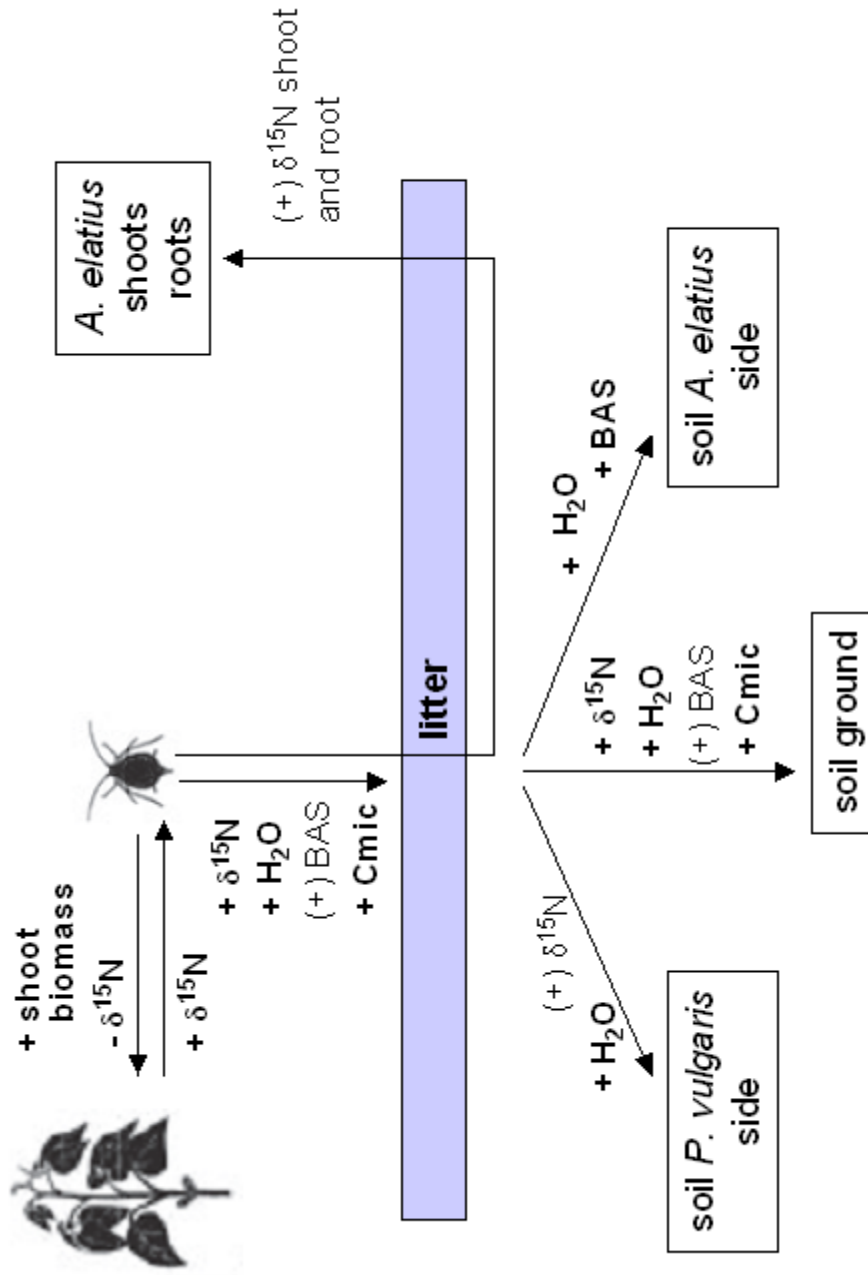 + shoot
biomass
- δ¹⁵N
+ δ¹⁵N
+ δ¹⁵N
+ H₂O
(+) BAS
+ Cmic
A. elatius
shoots
roots
(+) δ¹⁵N shoot
and root
litter
(+) δ¹⁵N
+ H₂O
+ δ¹⁵N
+ H₂O
(+) BAS
+ Cmic
+ H₂O
+ BAS
soil P. vulgaris
side
soil ground
soil A. elatius
side